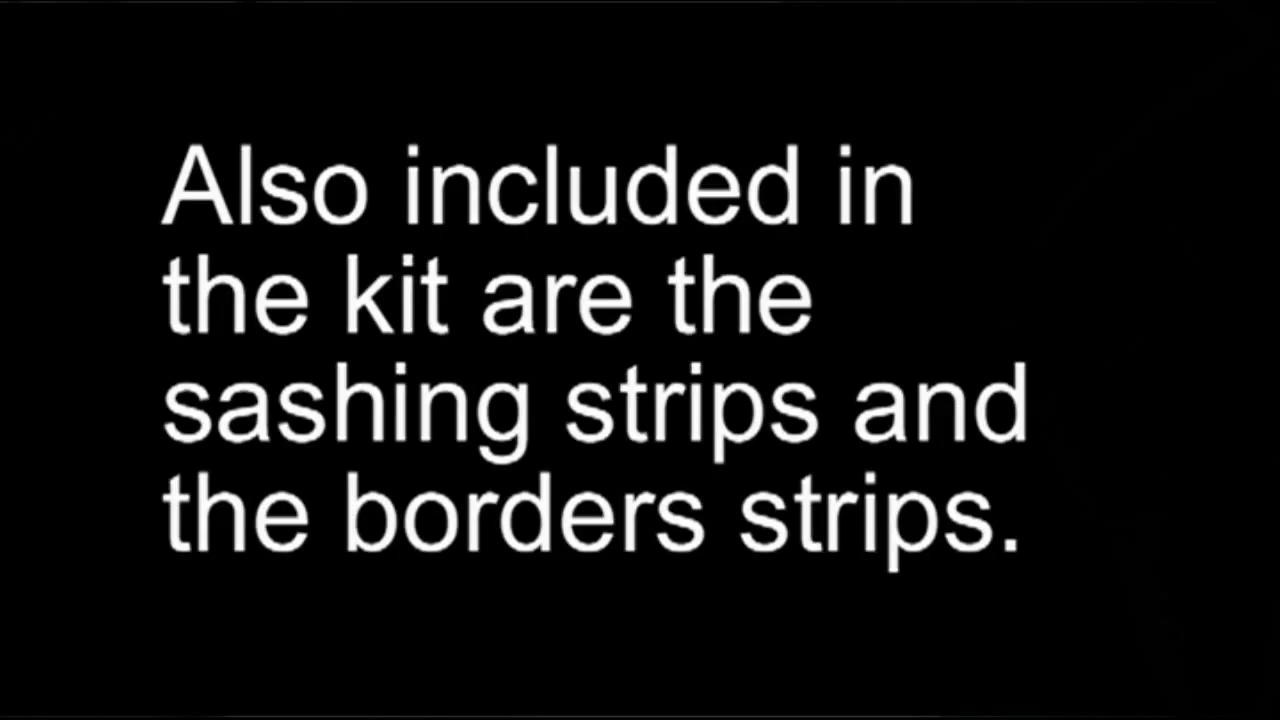 Also included in
the kit are the
sashing strips and
the borders strips.